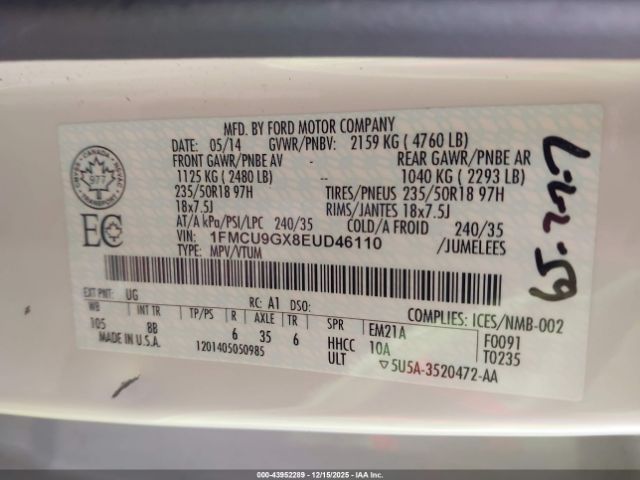 MFD. BY FORD MOTOR COMPANY
DATE: 05/14 GVWR/PNBV: 2159 KG ( 4760 LB)
FRONT GAWR/PNBE AV - REAR GAWR/PNBE AR
1125 KG ( 2480 LB) -- 1040 KG ( 2293 LB)
235/50R18 97H TIRES/PNEUS 235/50R18 97H
18x7.5J RIMS/JANTES 18x7.5J
AT/A kPa/PSI/LPC 240/35 COLD/A FROID 240/35
VIN: 1FMCU9GX8EUD46110 /JUMELEES
TYPE: MPV/VTUM
CANADA
977
TRANSPORT
EC
EXT PNT: UG RC: A1 DSO: COMPLIES: ICES/NMB-002
WB INT TR TP/PS R AXLE TR SPR EM21A F0091
105 BB 6 35 6 HHCC 10A T0235
MADE IN U.S.A. 1201405050985 ULT ▽5U5A-3520472-AA
00-43952289 - 12/15/2025 - IAA Inc.